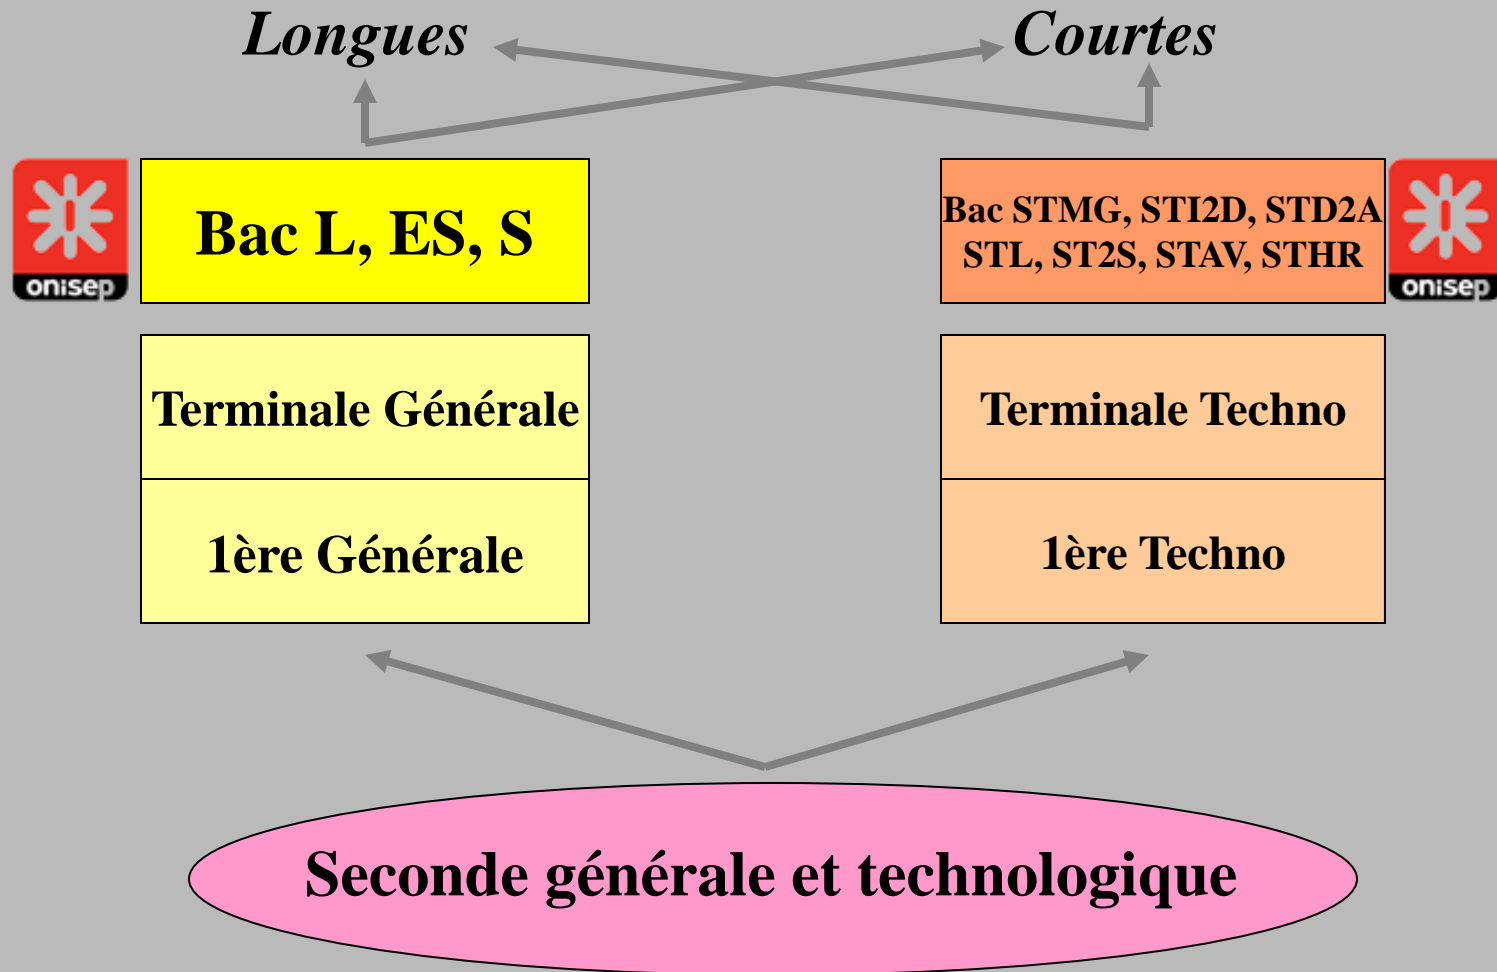 Longues
Courtes
Bac L, ES, S
Bac STMG, STI2D, STD2A
STL, ST2S, STAV, STHR
onisep
onisep
Terminale Générale
Terminale Techno
1ère Générale
1ère Techno
Seconde générale et technologique